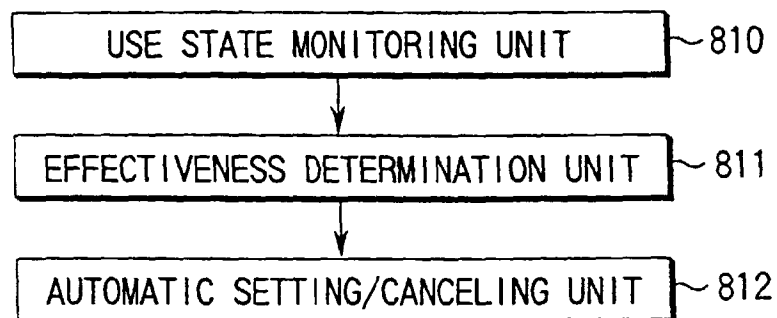 USE STATE MONITORING UNIT 810
EFFECTIVENESS DETERMINATION UNIT 811
AUTOMATIC SETTING/CANCELING UNIT 812